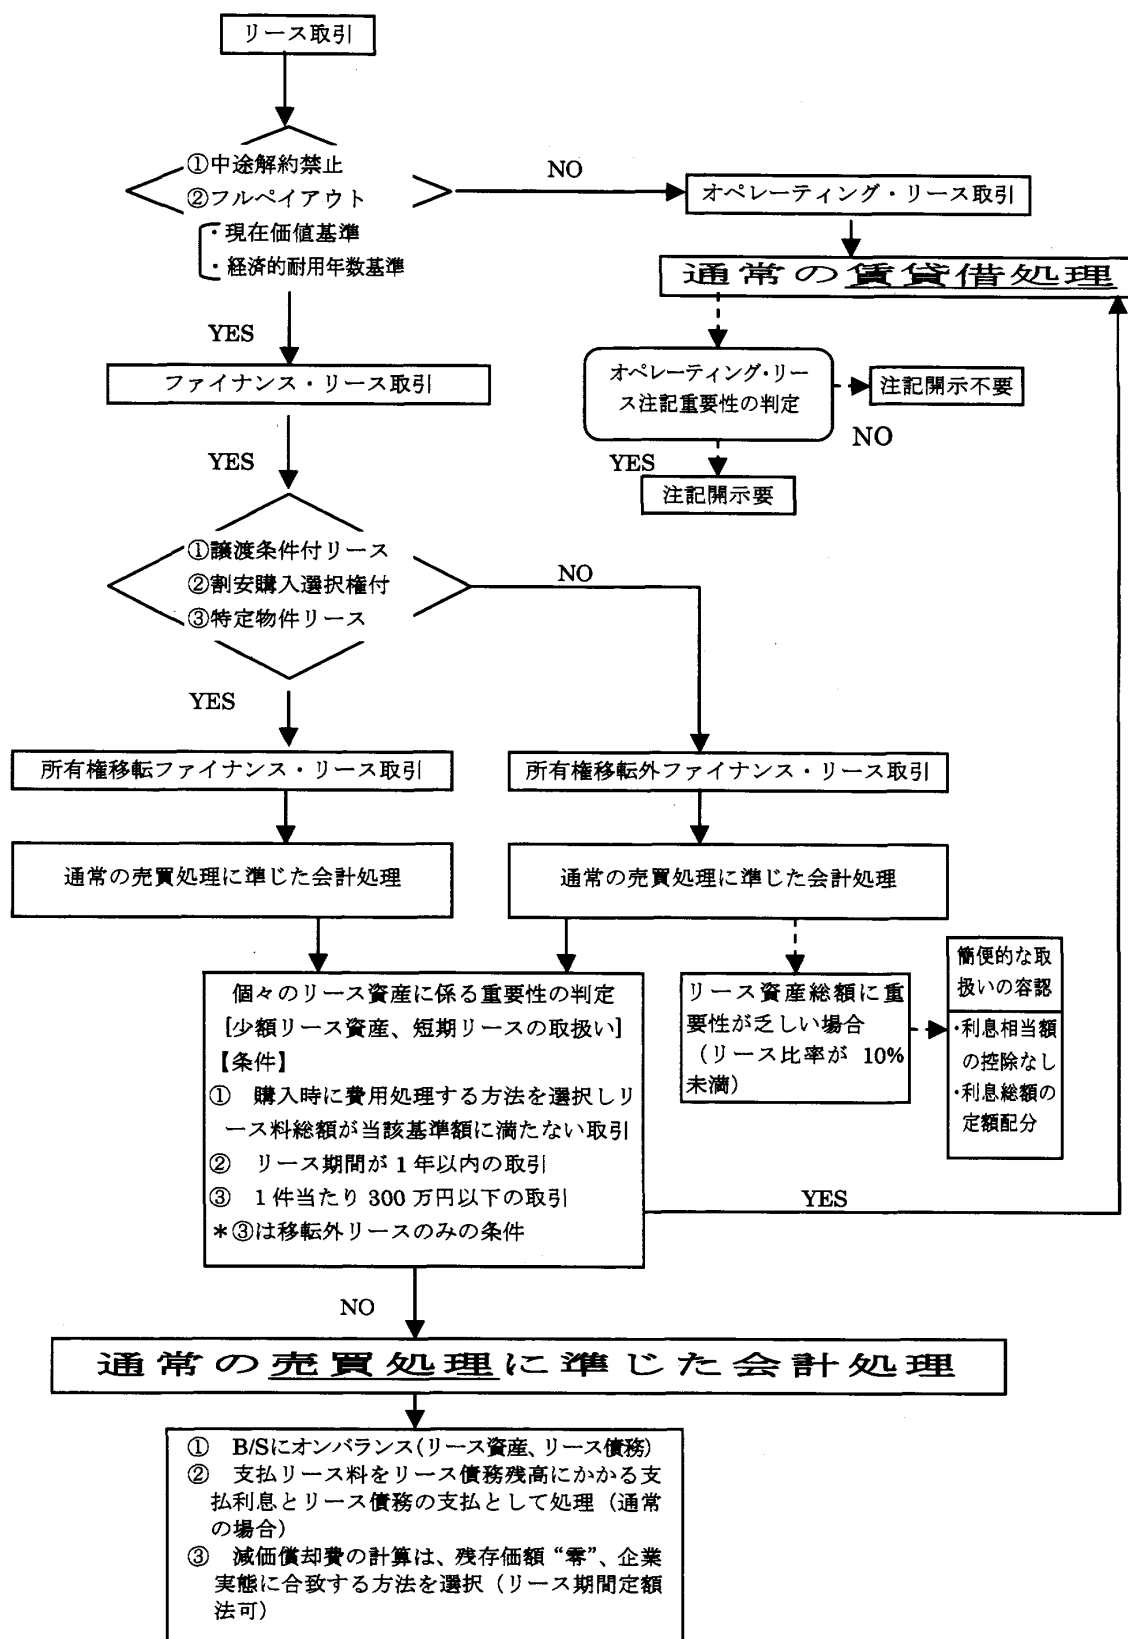 リース取引
①中途解約禁止
②フルペイアウト
・現在価値基準
・経済的耐用年数基準
NO
オペレーティング・リース取引
通常の賃貸借処理
YES
ファイナンス・リース取引
オペレーティング・リー
ス注記重要性の判定
注記開示不要
NO
YES
注記開示要
YES
①譲渡条件付リース
②割安購入選択権付
③特定物件リース
NO
YES
所有権移転ファイナンス・リース取引
所有権移転外ファイナンス・リース取引
通常の売買処理に準じた会計処理
通常の売買処理に準じた会計処理
個々のリース資産に係る重要性の判定
[少額リース資産、短期リースの取扱い]
【条件】
① 購入時に費用処理する方法を選択しリ
ース料総額が当該基準額に満たない取引
② リース期間が 1 年以内の取引
③ 1 件当たり 300 万円以下の取引
＊③は移転外リースのみの条件
リース資産総額に重
要性が乏しい場合
（リース比率が 10%
未満）
簡便的な取
扱いの容認
・利息相当額
の控除なし
・利息総額の
定額配分
YES
NO
通常の売買処理に準じた会計処理
① B/Sにオンバランス（リース資産、リース債務）
② 支払リース料をリース債務残高にかかる支
払利息とリース債務の支払として処理（通常
の場合）
③ 減価償却費の計算は、残存価額“零”、企業
実態に合致する方法を選択（リース期間定額
法可）